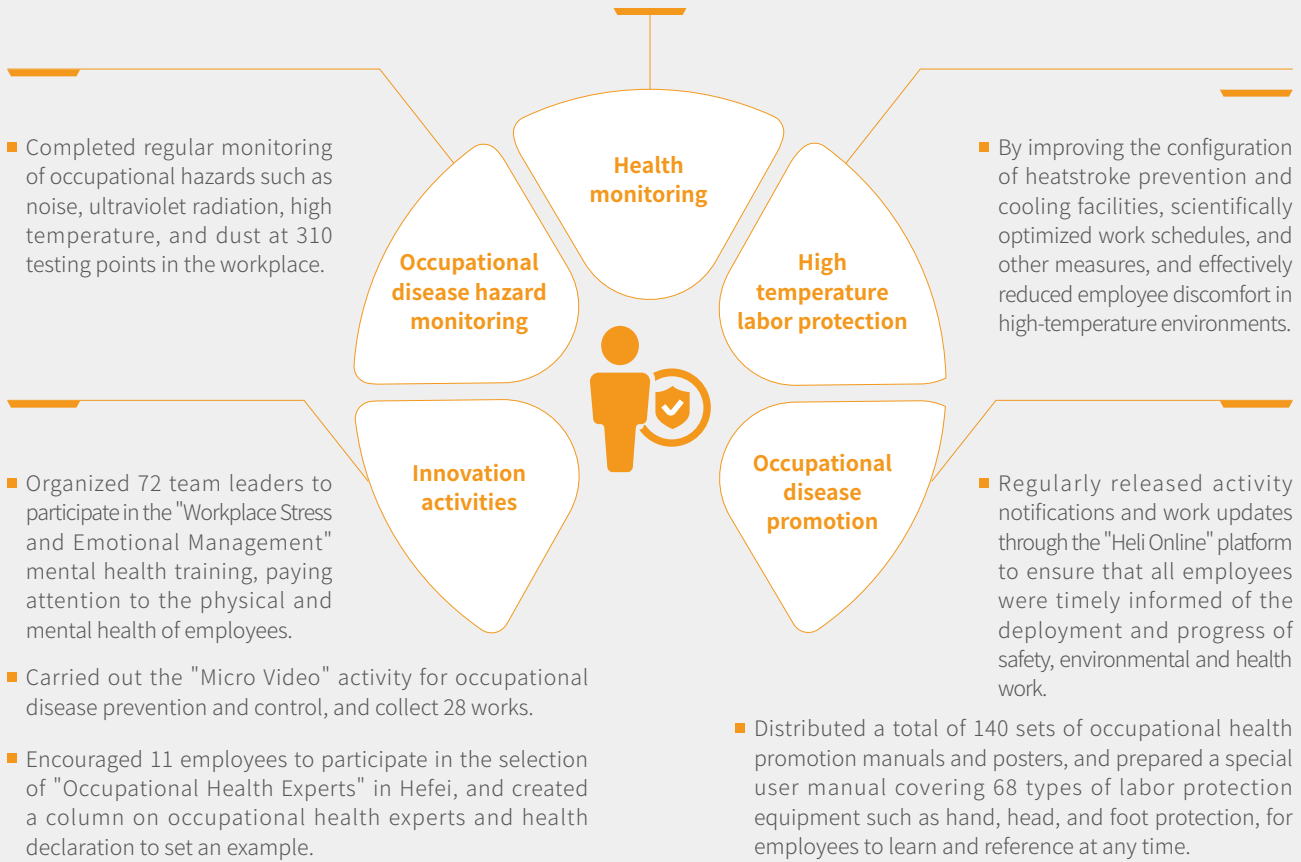 Health
monitoring
Occupational
disease hazard
monitoring
Completed regular monitoring
of occupational hazards such as
noise, ultraviolet radiation, high
temperature, and dust at 310
testing points in the workplace.
High
temperature
labor protection
By improving the configuration
of heatstroke prevention and
cooling facilities, scientifically
optimized work schedules, and
other measures, and effectively
reduced employee discomfort in
high-temperature environments.
Innovation
activities
Organized 72 team leaders to
participate in the "Workplace Stress
and Emotional Management"
mental health training, paying
attention to the physical and
mental health of employees.
Carried out the "Micro Video" activity for occupational
disease prevention and control, and collect 28 works.
Encouraged 11 employees to participate in the selection
of "Occupational Health Experts" in Hefei, and created
a column on occupational health experts and health
declaration to set an example.
Occupational
disease
promotion
Regularly released activity
notifications and work updates
through the "Heli Online" platform
to ensure that all employees
were timely informed of the
deployment and progress of
safety, environmental and health
work.
Distributed a total of 140 sets of occupational health
promotion manuals and posters, and prepared a special
user manual covering 68 types of labor protection
equipment such as hand, head, and foot protection, for
employees to learn and reference at any time.